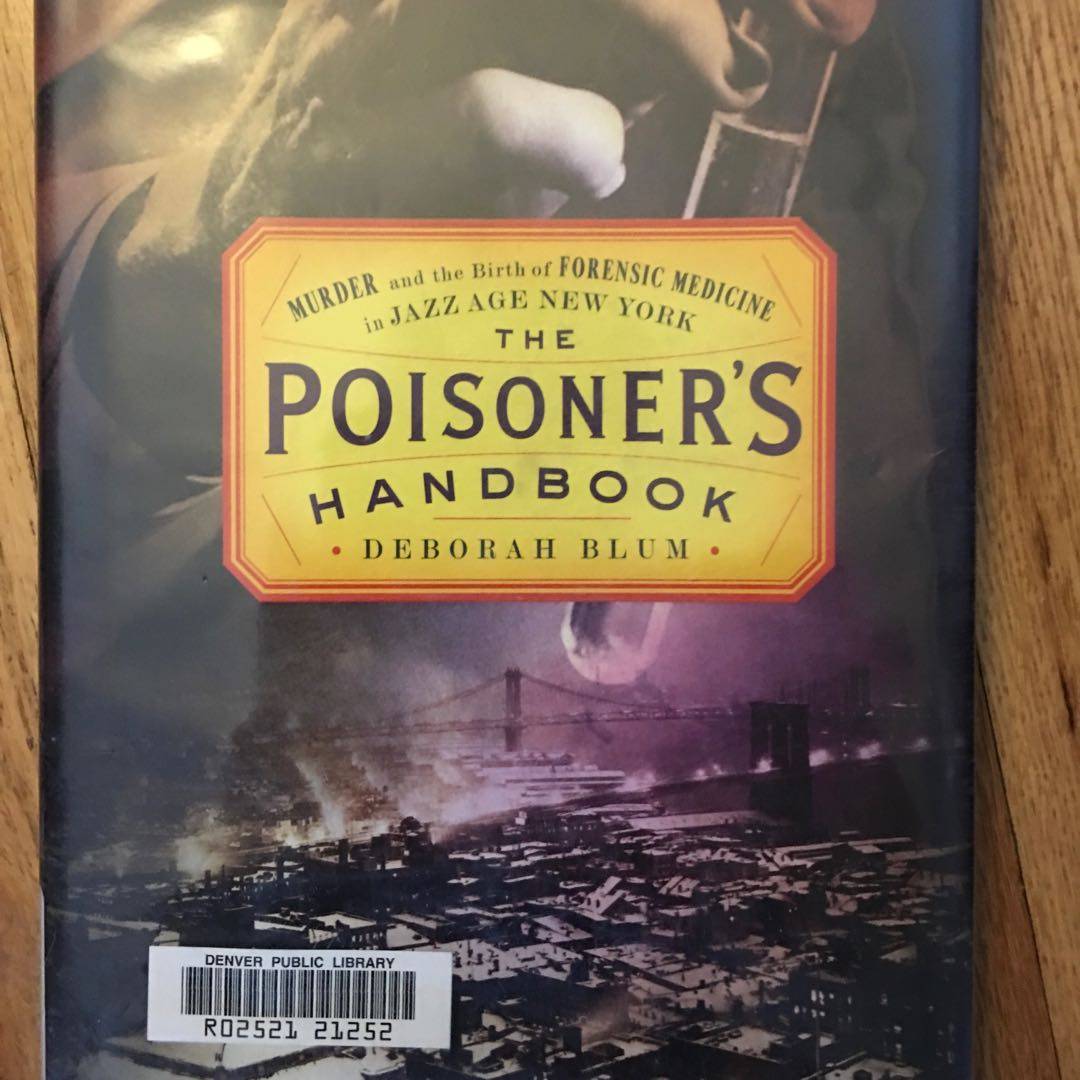 MURDER and the Birth of FORENSIC MEDICINE
in JAZZ AGE NEW YORK
THE
POISONER'S
HANDBOOK
• DEBORAH BLUM •
DENVER PUBLIC LIBRARY
R02521 21252